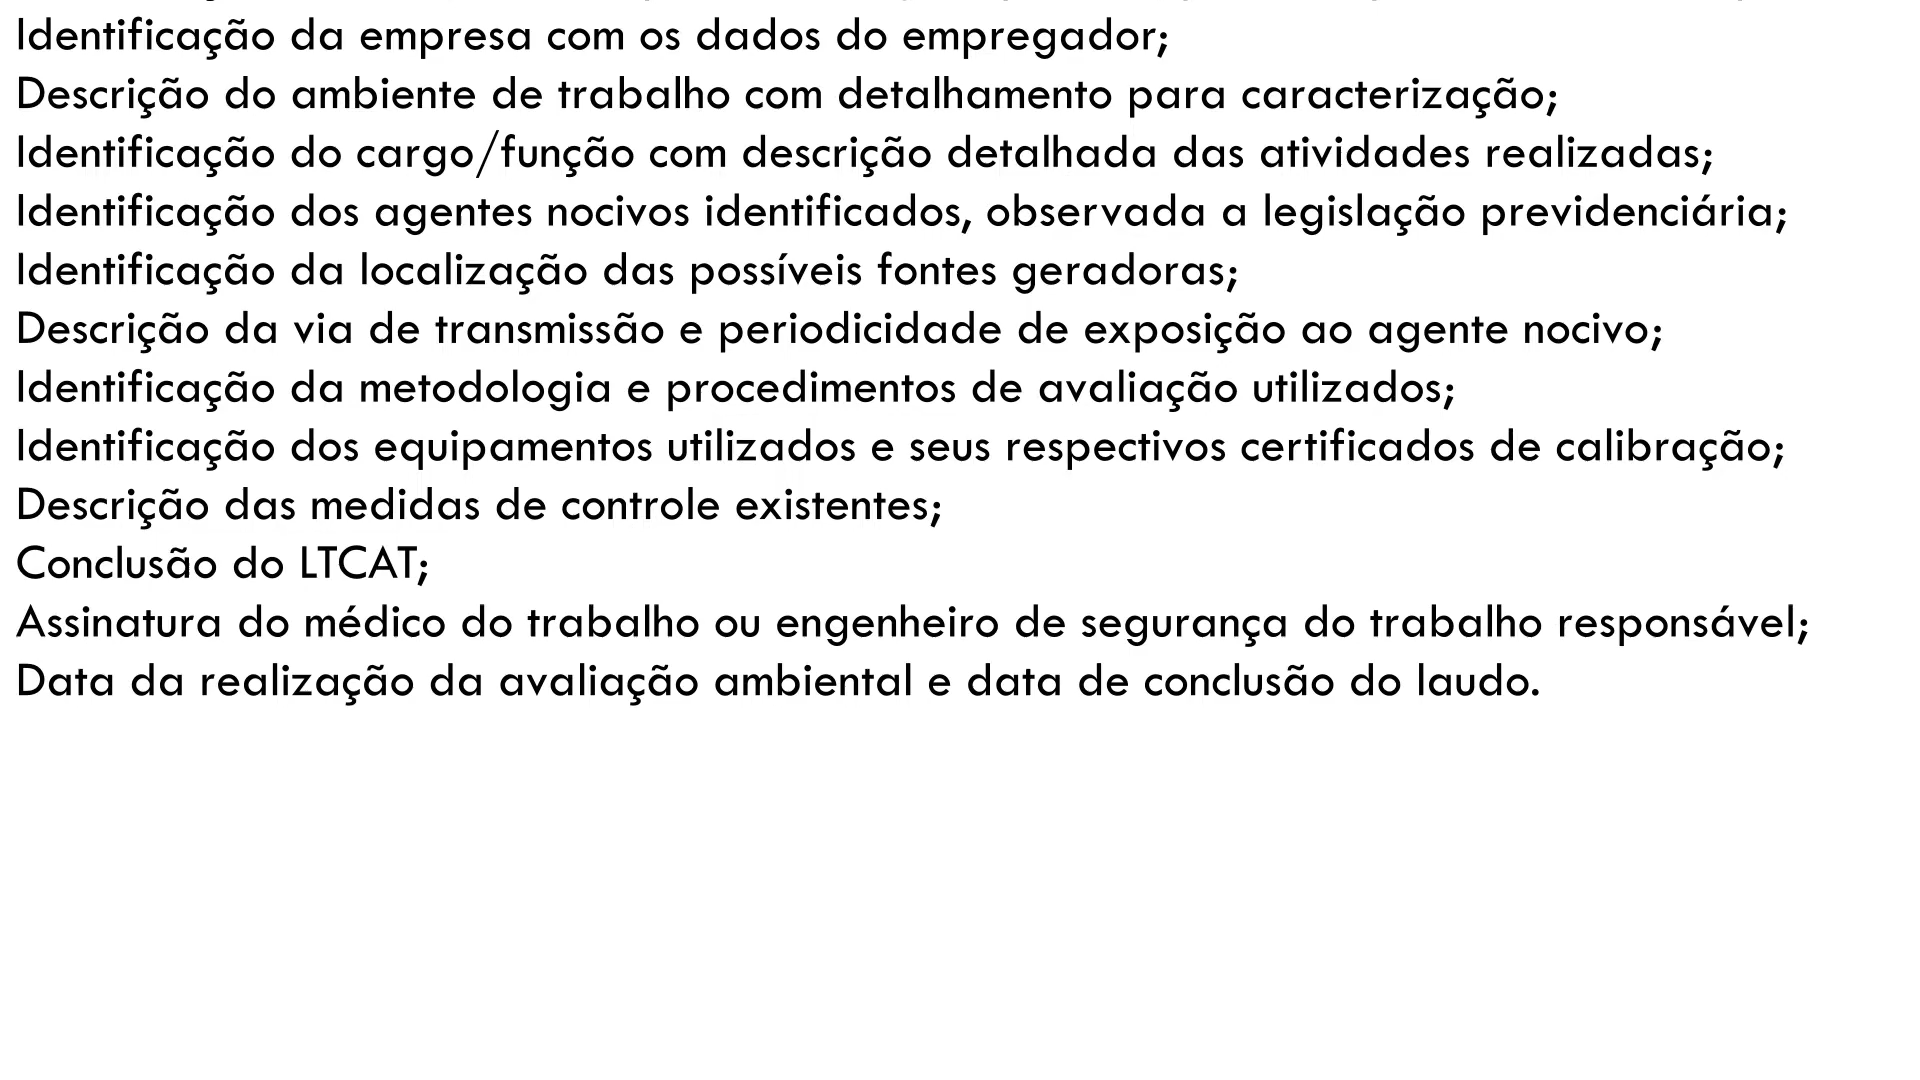 Identificação da empresa com os dados do empregador;
Descrição do ambiente de trabalho com detalhamento para caracterização;
Identificação do cargo/função com descrição detalhada das atividades realizadas;
Identificação dos agentes nocivos identificados, observada a legislação previdenciária;
Identificação da localização das possíveis fontes geradoras;
Descrição da via de transmissão e periodicidade de exposição ao agente nocivo;
Identificação da metodologia e procedimentos de avaliação utilizados;
Identificação dos equipamentos utilizados e seus respectivos certificados de calibração;
Descrição das medidas de controle existentes;
Conclusão do LTCAT;
Assinatura do médico do trabalho ou engenheiro de segurança do trabalho responsável;
Data da realização da avaliação ambiental e data de conclusão do laudo.